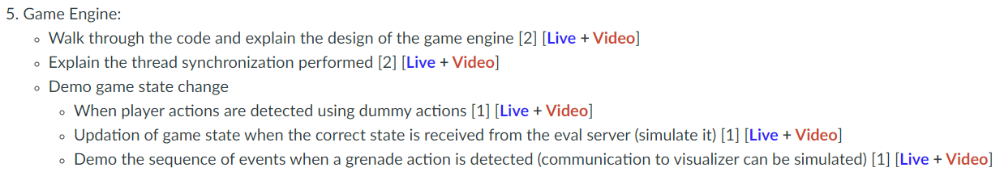 5. Game Engine:
◦ Walk through the code and explain the design of the game engine [2] [Live + Video]
◦ Explain the thread synchronization performed [2] [Live + Video]
◦ Demo game state change
◦ When player actions are detected using dummy actions [1] [Live + Video]
◦ Updation of game state when the correct state is received from the eval server (simulate it) [1] [Live + Video]
◦ Demo the sequence of events when a grenade action is detected (communication to visualizer can be simulated) [1] [Live + Video]